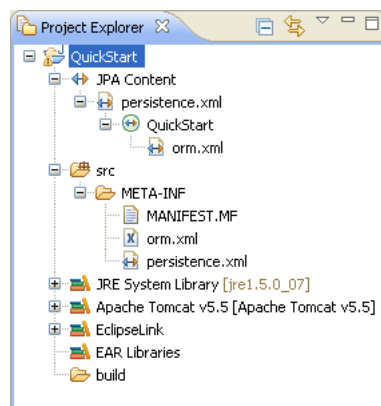 Project Explorer
QuickStart
JPA Content
persistence.xml
QuickStart
orm.xml
src
META-INF
MANIFEST.MF
orm.xml
persistence.xml
JRE System Library [jre1.5.0_07]
Apache Tomcat v5.5 [Apache Tomcat v5.5]
EclipseLink
EAR Libraries
build